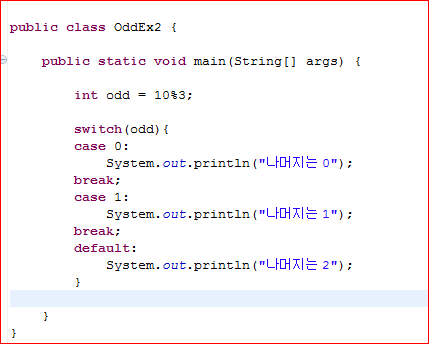 public class OddEx2 {
public static void main(String[] args) {
int odd = 10%3;
switch(odd){
case 0:
System.out.println("나머지는 0");
break;
case 1:
System.out.println("나머지는 1");
break;
default:
System.out.println("나머지는 2");
}
}
}